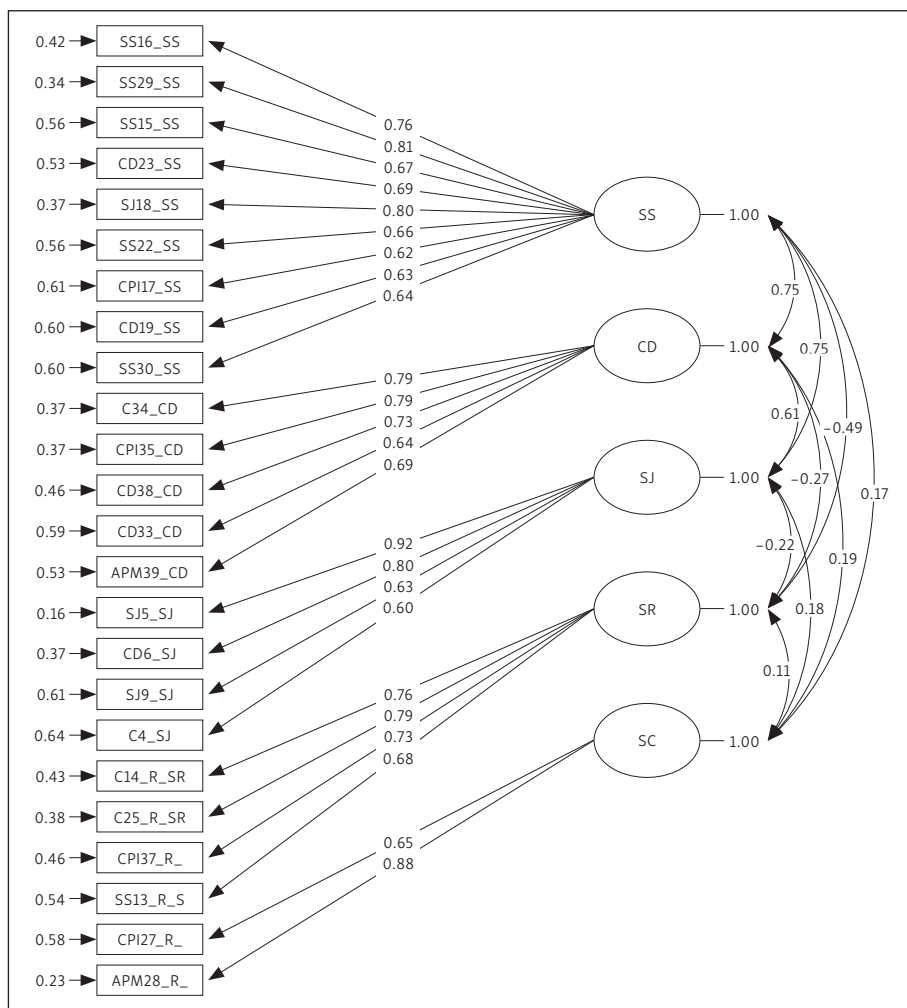 0.42 SS16_SS
0.34 SS29_SS
0.56 SS15_SS
0.53 CD23_SS
0.37 SJ18_SS
0.56 SS22_SS
0.61 CPI17_SS
0.60 CD19_SS
0.60 SS30_SS
0.37 C34_CD
0.37 CPI35_CD
0.46 CD38_CD
0.59 CD33_CD
0.53 APM39_CD
0.16 SJ5_SJ
0.37 CD6_SJ
0.61 SJ9_SJ
0.64 C4_SJ
0.43 C14_R_SR
0.38 C25_R_SR
0.46 CPI37_R_
0.54 SS13_R_S
0.58 CPI27_R_
0.23 APM28_R_
0.76
0.81
0.67
0.69
0.80
0.66
0.62
0.63
0.64
0.79
0.79
0.73
0.64
0.69
0.92
0.80
0.63
0.60
0.76
0.79
0.73
0.68
0.65
0.88
SS 1.00
CD 1.00
SJ 1.00
SR 1.00
SC 1.00
0.75
0.75
0.61
−0.49
−0.27
0.17
−0.22
0.19
0.18
0.11